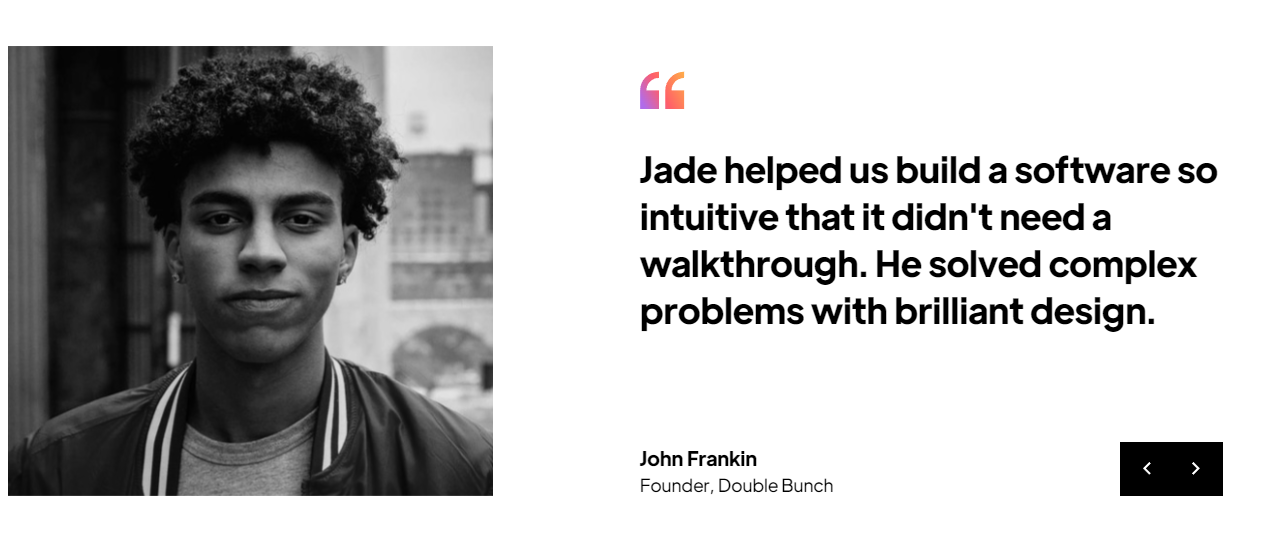 Jade helped us build a software so
intuitive that it didn't need a
walkthrough. He solved complex
problems with brilliant design.
John Frankin
Founder, Double Bunch